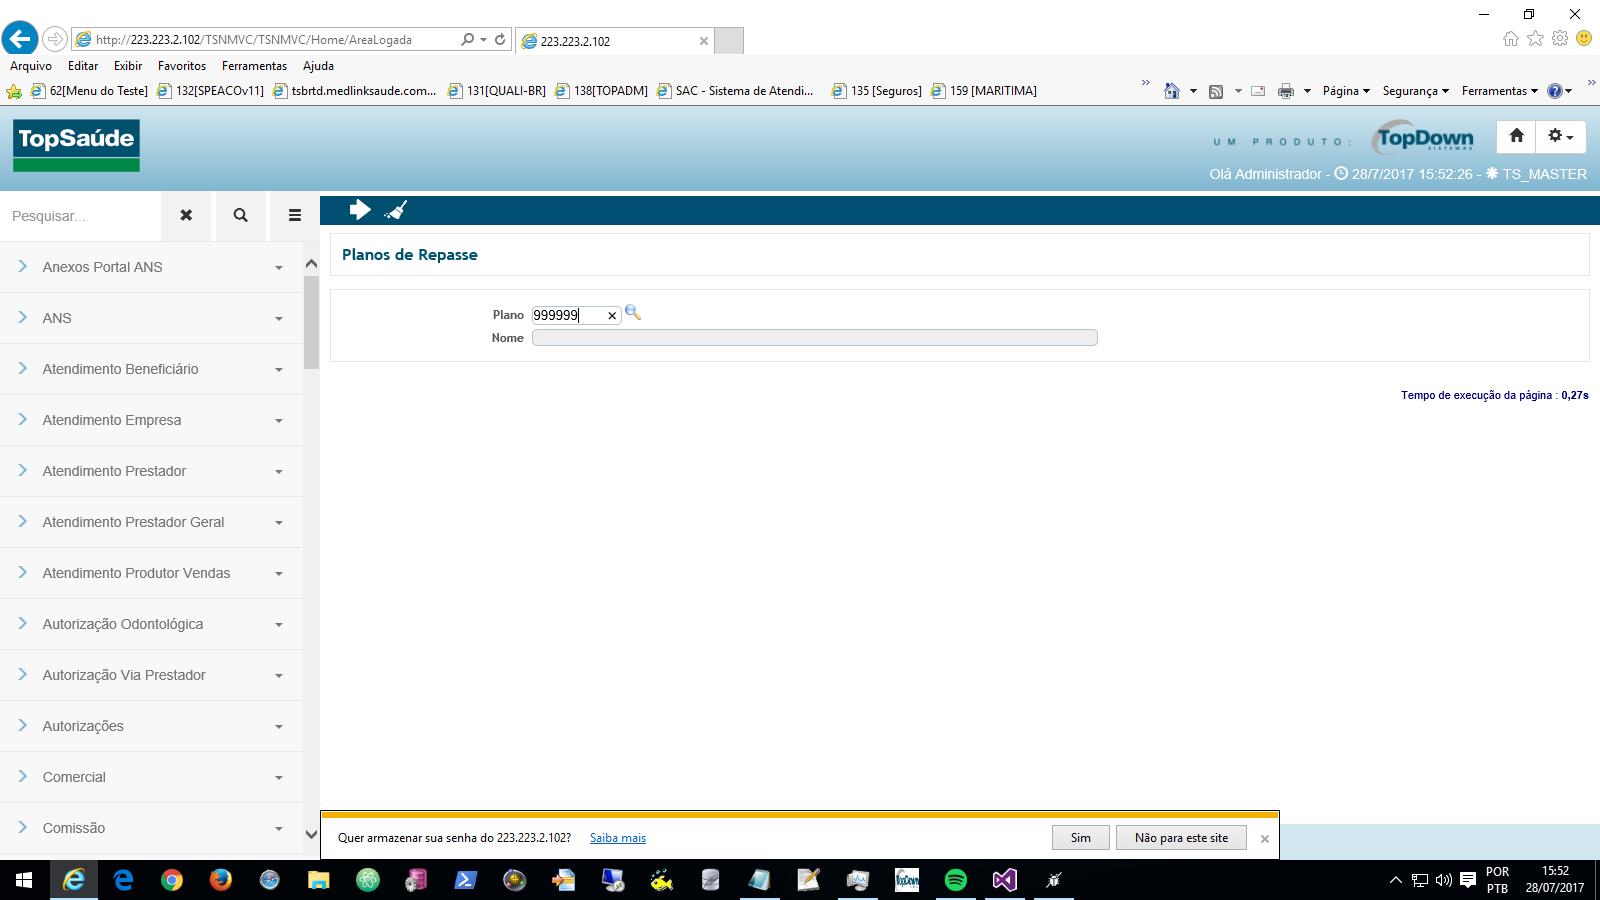 http://223.223.2.102/TSNMVC/TSNMVC/Home/AreaLogada
223.223.2.102
Arquivo Editar Exibir Favoritos Ferramentas Ajuda
62[Menu do Teste] 132[SPEACOv11] tsbrtd.medlinksaude.com... 131[QUALI-BR] 138[TOPADM] SAC - Sistema de Atendi... 135 [Seguros] 159 [MARITIMA] Página Segurança Ferramentas
TopSaúde
UM PRODUTO: TopDown SISTEMAS
Olá Administrador - 28/7/2017 15:52:26 - TS_MASTER
Pesquisar...
Planos de Repasse
Plano 999999
Nome
Tempo de execução da página : 0,27s
Anexos Portal ANS
ANS
Atendimento Beneficiário
Atendimento Empresa
Atendimento Prestador
Atendimento Prestador Geral
Atendimento Produtor Vendas
Autorização Odontológica
Autorização Via Prestador
Autorizações
Comercial
Comissão
Quer armazenar sua senha do 223.223.2.102? Saiba mais Sim Não para este site
TopDown
POR
PTB
15:52
28/07/2017